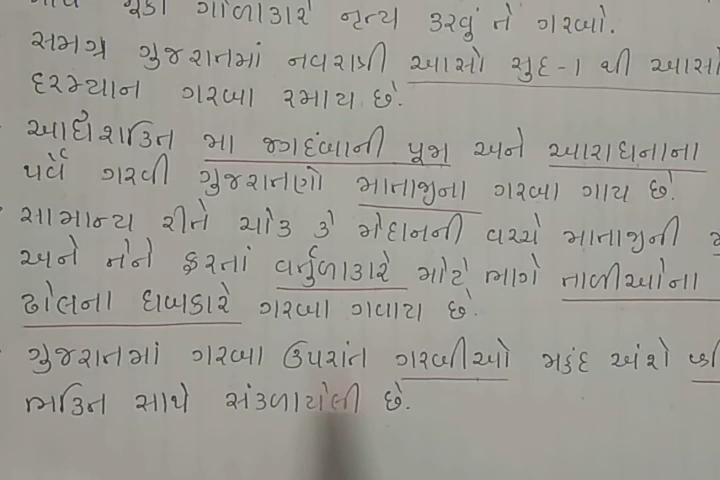 મૂકી ગોળાકારે નૃત્ય કરવું તે ગરબો.
સમગ્ર ગુજરાતમાં નવરાત્રી આસો સુદ-1 થી આસો
દરમ્યાન ગરબા રમાય છે.
આદ્યશક્તિ મા જગદંબાની પૂજા અને આરાધનાના
પર્વે ગરવી ગુજરાતણો માતાજીના ગરબા ગાય છે.
સામાન્ય રીતે ચોક કે મેદાનની વચ્ચે માતાજીની
અને તેને ફરતાં વર્તુળાકારે મોટે ભાગે તાળીઓના
ઢોલના ધબકારે ગરબા ગવાય છે.
ગુજરાતમાં ગરબા ઉપરાંત ગરબીઓ મહદ અંશે
ભક્તિ સાથે સંકળાયેલી છે.